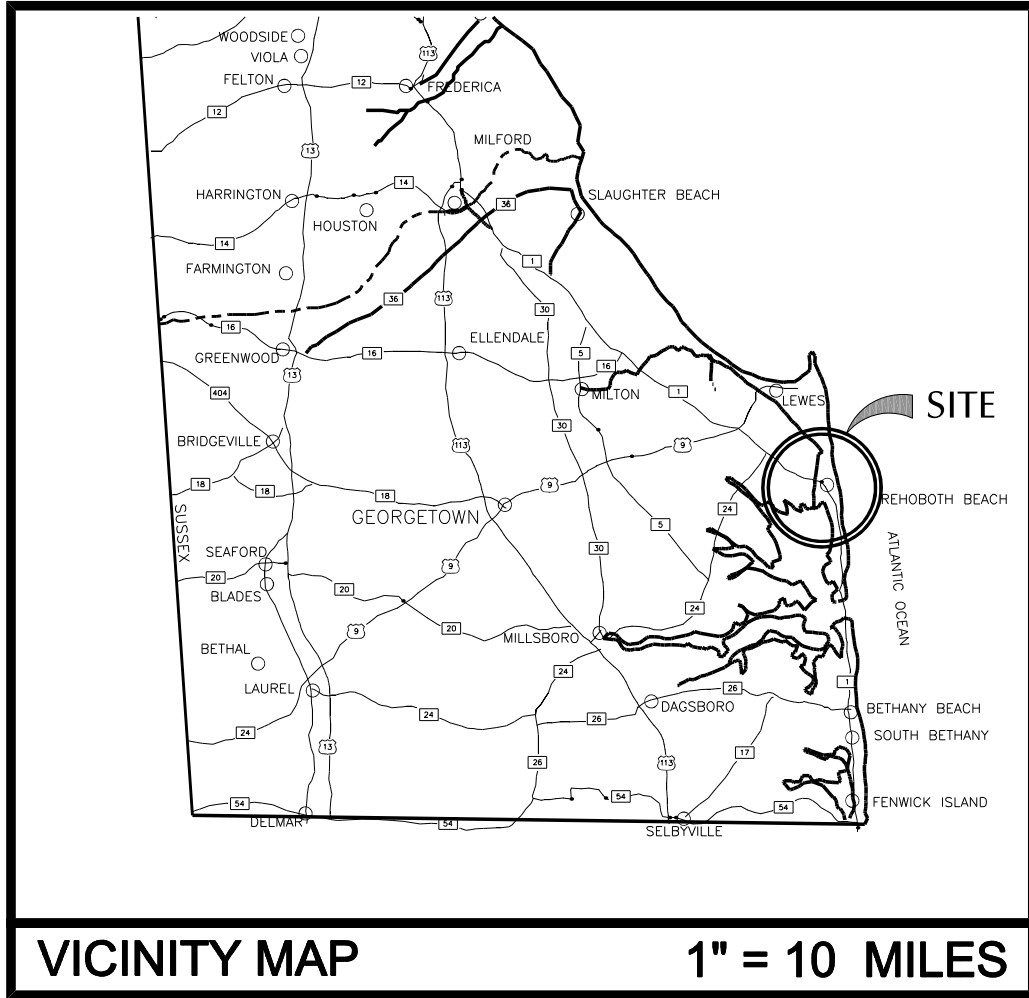 WOODSIDE
113
VIOLA
FELTON
12
FREDERICA
12
13
MILFORD
HARRINGTON
14
36
SLAUGHTER BEACH
HOUSTON
14
1
FARMINGTON
36
113
30
16
ELLENDALE
GREENWOOD
16
5
16
13
404
MILTON
1
LEWES
SITE
30
BRIDGEVILLE
113
9
18
18
18
9
REHOBOTH BEACH
GEORGETOWN
24
SUSSEX
5
ATLANTIC OCEAN
SEAFORD
30
9
20
20
BLADES
24
9
20
MILLSBORO
BETHAL
24
LAUREL
26
1
DAGSBORO
BETHANY BEACH
24
26
24
SOUTH BETHANY
13
17
26
113
54
54
54
FENWICK ISLAND
DELMAR
54
SELBYVILLE
VICINITY MAP
1" = 10 MILES